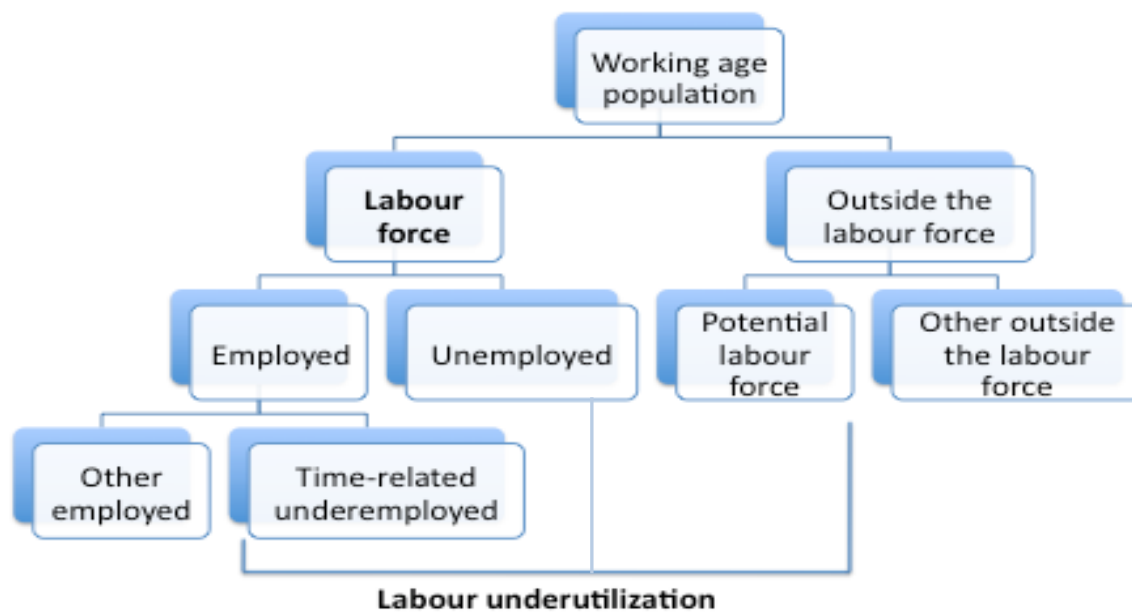 Working age
population
Labour
force
Outside the
labour force
Employed
Unemployed
Potential
labour
force
Other outside
the labour
force
Other
employed
Time-related
underemployed
Labour underutilization